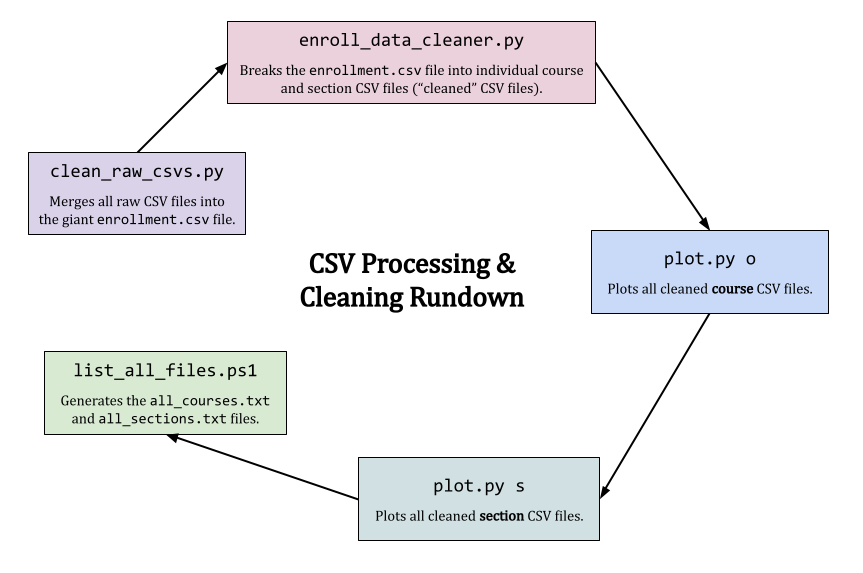 enroll_data_cleaner.py
Breaks the enrollment.csv file into individual course
and section CSV files (“cleaned” CSV files).
clean_raw_csvs.py
Merges all raw CSV files into
the giant enrollment.csv file.
plot.py o
Plots all cleaned course CSV files.
CSV Processing &
Cleaning Rundown
list_all_files.ps1
Generates the all_courses.txt
and all_sections.txt files.
plot.py s
Plots all cleaned section CSV files.